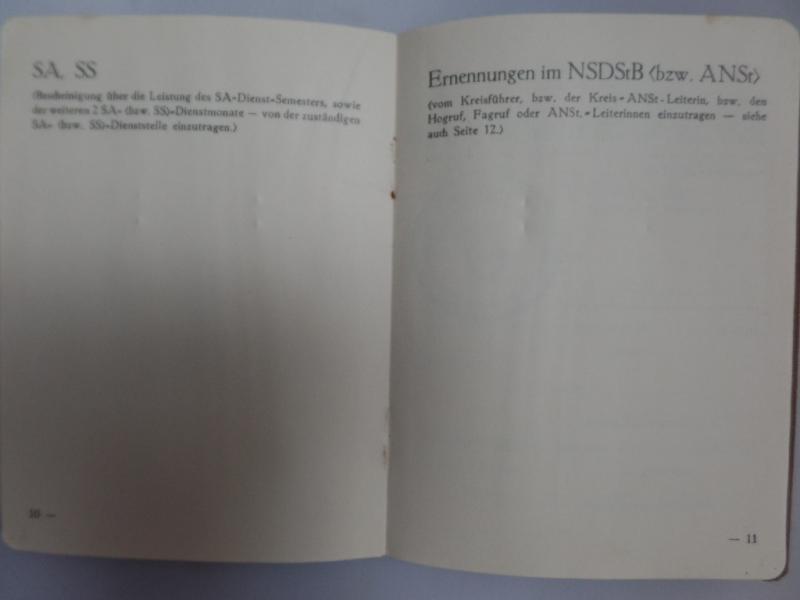 SA, SS
(Bescheinigung über die Leistung des SA-Dienst-Semesters, sowie
der weiteren 2 SA- (bzw. SS)-Dienstmonate — von der zuständigen
SA- (bzw. SS)-Dienststelle einzutragen.)
10 —
Ernennungen im NSDStB (bzw. ANSt)
(vom Kreisführer, bzw. der Kreis-ANSt-Leiterin, bzw. den
Hogruf, Fagruf oder ANSt.-Leiterinnen einzutragen — siehe
auch Seite 12.)
— 11